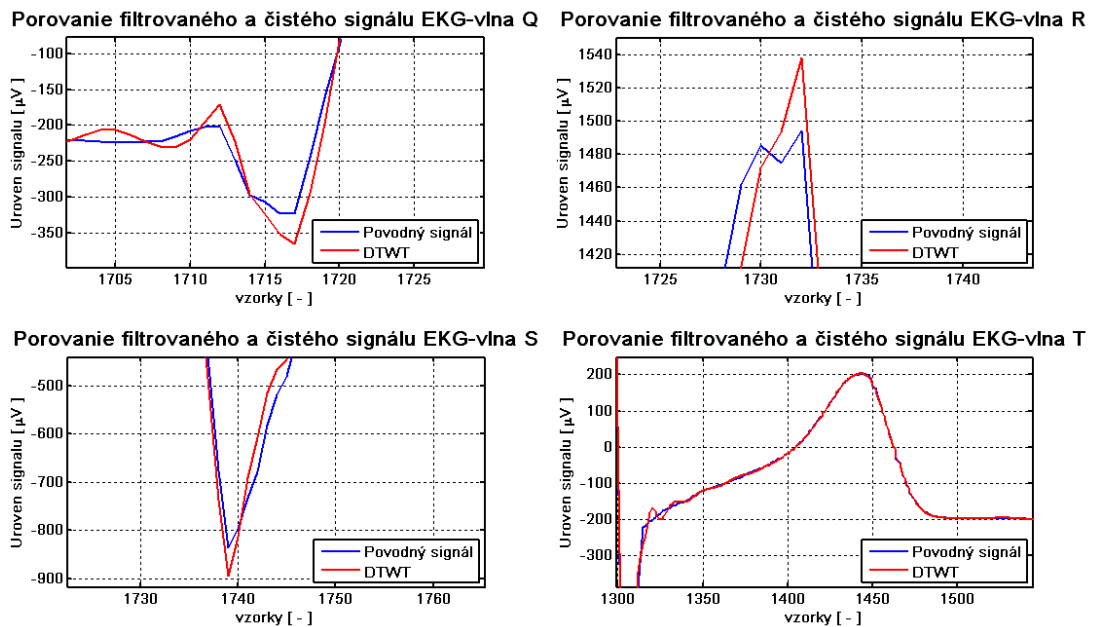 Porovanie filtrovaného a čistého signálu EKG-vlna Q
Uroven signalu [ μV ]
-100
-150
-200
-250
-300
-350
1705
1710
1715
1720
1725
vzorky [ - ]
Povodný signál
DTWT
Porovanie filtrovaného a čistého signálu EKG-vlna R
Uroven signalu [ μV ]
1540
1520
1500
1480
1460
1440
1420
1725
1730
1735
1740
vzorky [ - ]
Povodný signál
DTWT
Porovanie filtrovaného a čistého signálu EKG-vlna S
Uroven signalu [ μV ]
-500
-600
-700
-800
-900
1730
1740
1750
1760
vzorky [ - ]
Povodný signál
DTWT
Porovanie filtrovaného a čistého signálu EKG-vlna T
Uroven signalu [ μV ]
200
100
0
-100
-200
-300
1300
1350
1400
1450
1500
vzorky [ - ]
Povodný signál
DTWT